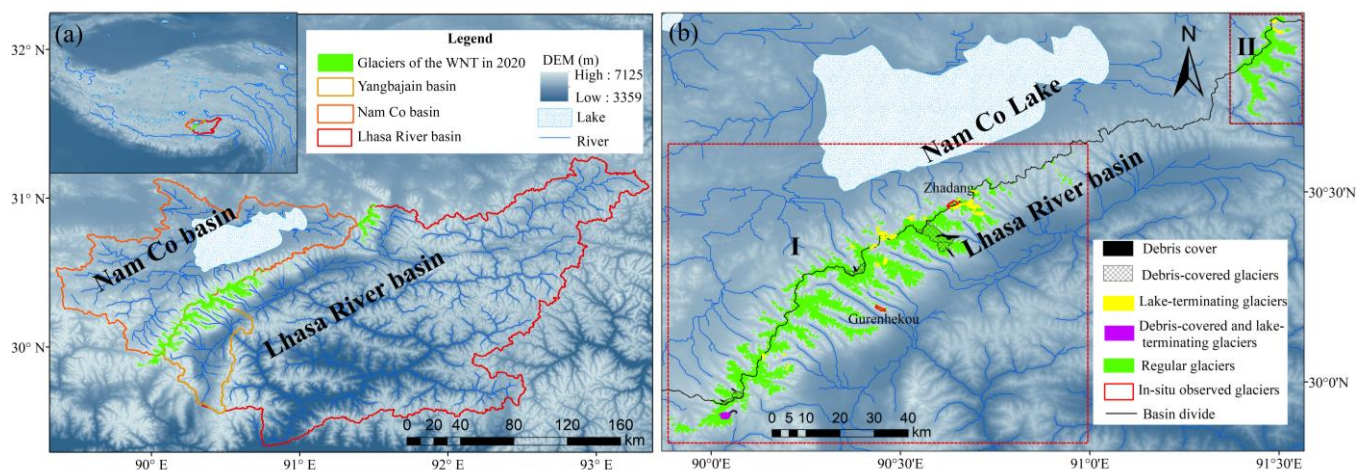 (a)
32° N
31° N
30° N
90° E
91° E
92° E
93° E
Legend
Glaciers of the WNT in 2020
Yangbajain basin
Nam Co basin
Lhasa River basin
DEM (m)
High : 7125
Low : 3359
Lake
River
Nam Co basin
Lhasa River basin
0 20 40 80 120 160
km
(b)
N
II
I
Nam Co Lake
Zhadang
Lhasa River basin
Gurenhekou
30°30'N
30°0'N
Debris cover
Debris-covered glaciers
Lake-terminating glaciers
Debris-covered and lake-
terminating glaciers
Regular glaciers
In-situ observed glaciers
Basin divide
0 5 10 20 30 40
km
90°0'E
90°30'E
91°0'E
91°30'E